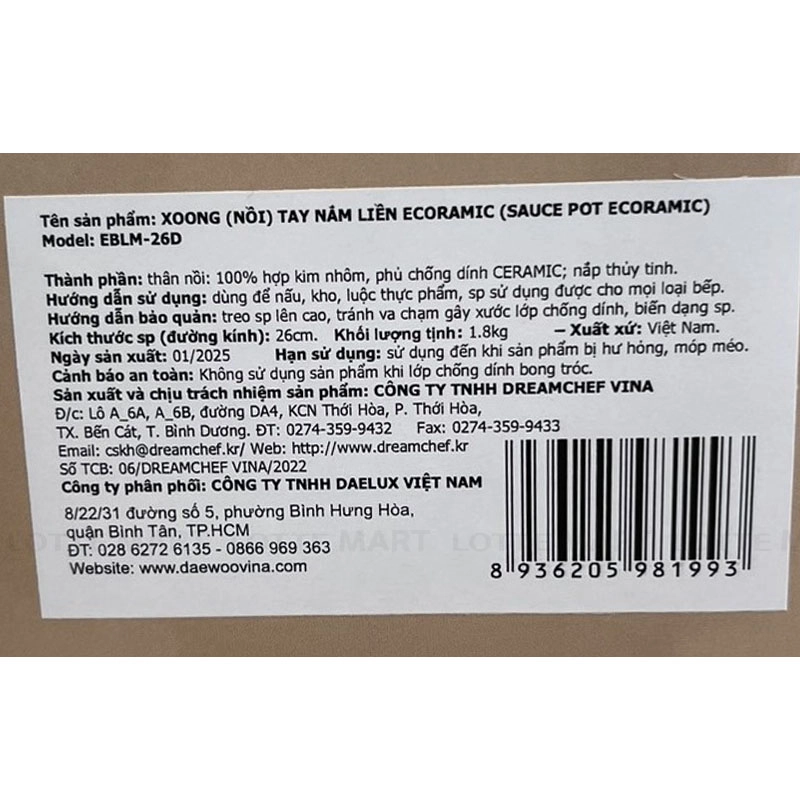 Tên sản phẩm: XOONG (NỒI) TAY NẮM LIỀN ECORAMIC (SAUCE POT ECORAMIC)
Model: EBLM-26D
Thành phần: thân nồi: 100% hợp kim nhôm, phủ chống dính CERAMIC; nắp thủy tinh.
Hướng dẫn sử dụng: dùng để nấu, kho, luộc thực phẩm, sp sử dụng được cho mọi loại bếp.
Hướng dẫn bảo quản: treo sp lên cao, tránh va chạm gây xước lớp chống dính, biến dạng sp.
Kích thước sp (đường kính): 26cm. Khối lượng tịnh: 1.8kg – Xuất xứ: Việt Nam.
Ngày sản xuất: 01/2025 Hạn sử dụng: sử dụng đến khi sản phẩm bị hư hỏng, móp méo.
Cảnh báo an toàn: Không sử dụng sản phẩm khi lớp chống dính bong tróc.
Sản xuất và chịu trách nhiệm sản phẩm: CÔNG TY TNHH DREAMCHEF VINA
Đ/c: Lô A_6A, A_6B, đường DA4, KCN Thới Hòa, P. Thới Hòa,
TX. Bến Cát, T. Bình Dương. ĐT: 0274-359-9432 Fax: 0274-359-9433
Email: cskh@dreamchef.kr/ Web: http://www.dreamchef.kr
Số TCB: 06/DREAMCHEF VINA/2022
Công ty phân phối: CÔNG TY TNHH DAELUX VIỆT NAM
8/22/31 đường số 5, phường Bình Hưng Hòa,
quận Bình Tân, TP.HCM
ĐT: 028 6272 6135 - 0866 969 363
Website: www.daewoovina.com
8 936205 981993
LOTTE MART LOTTE MART LOTTE M